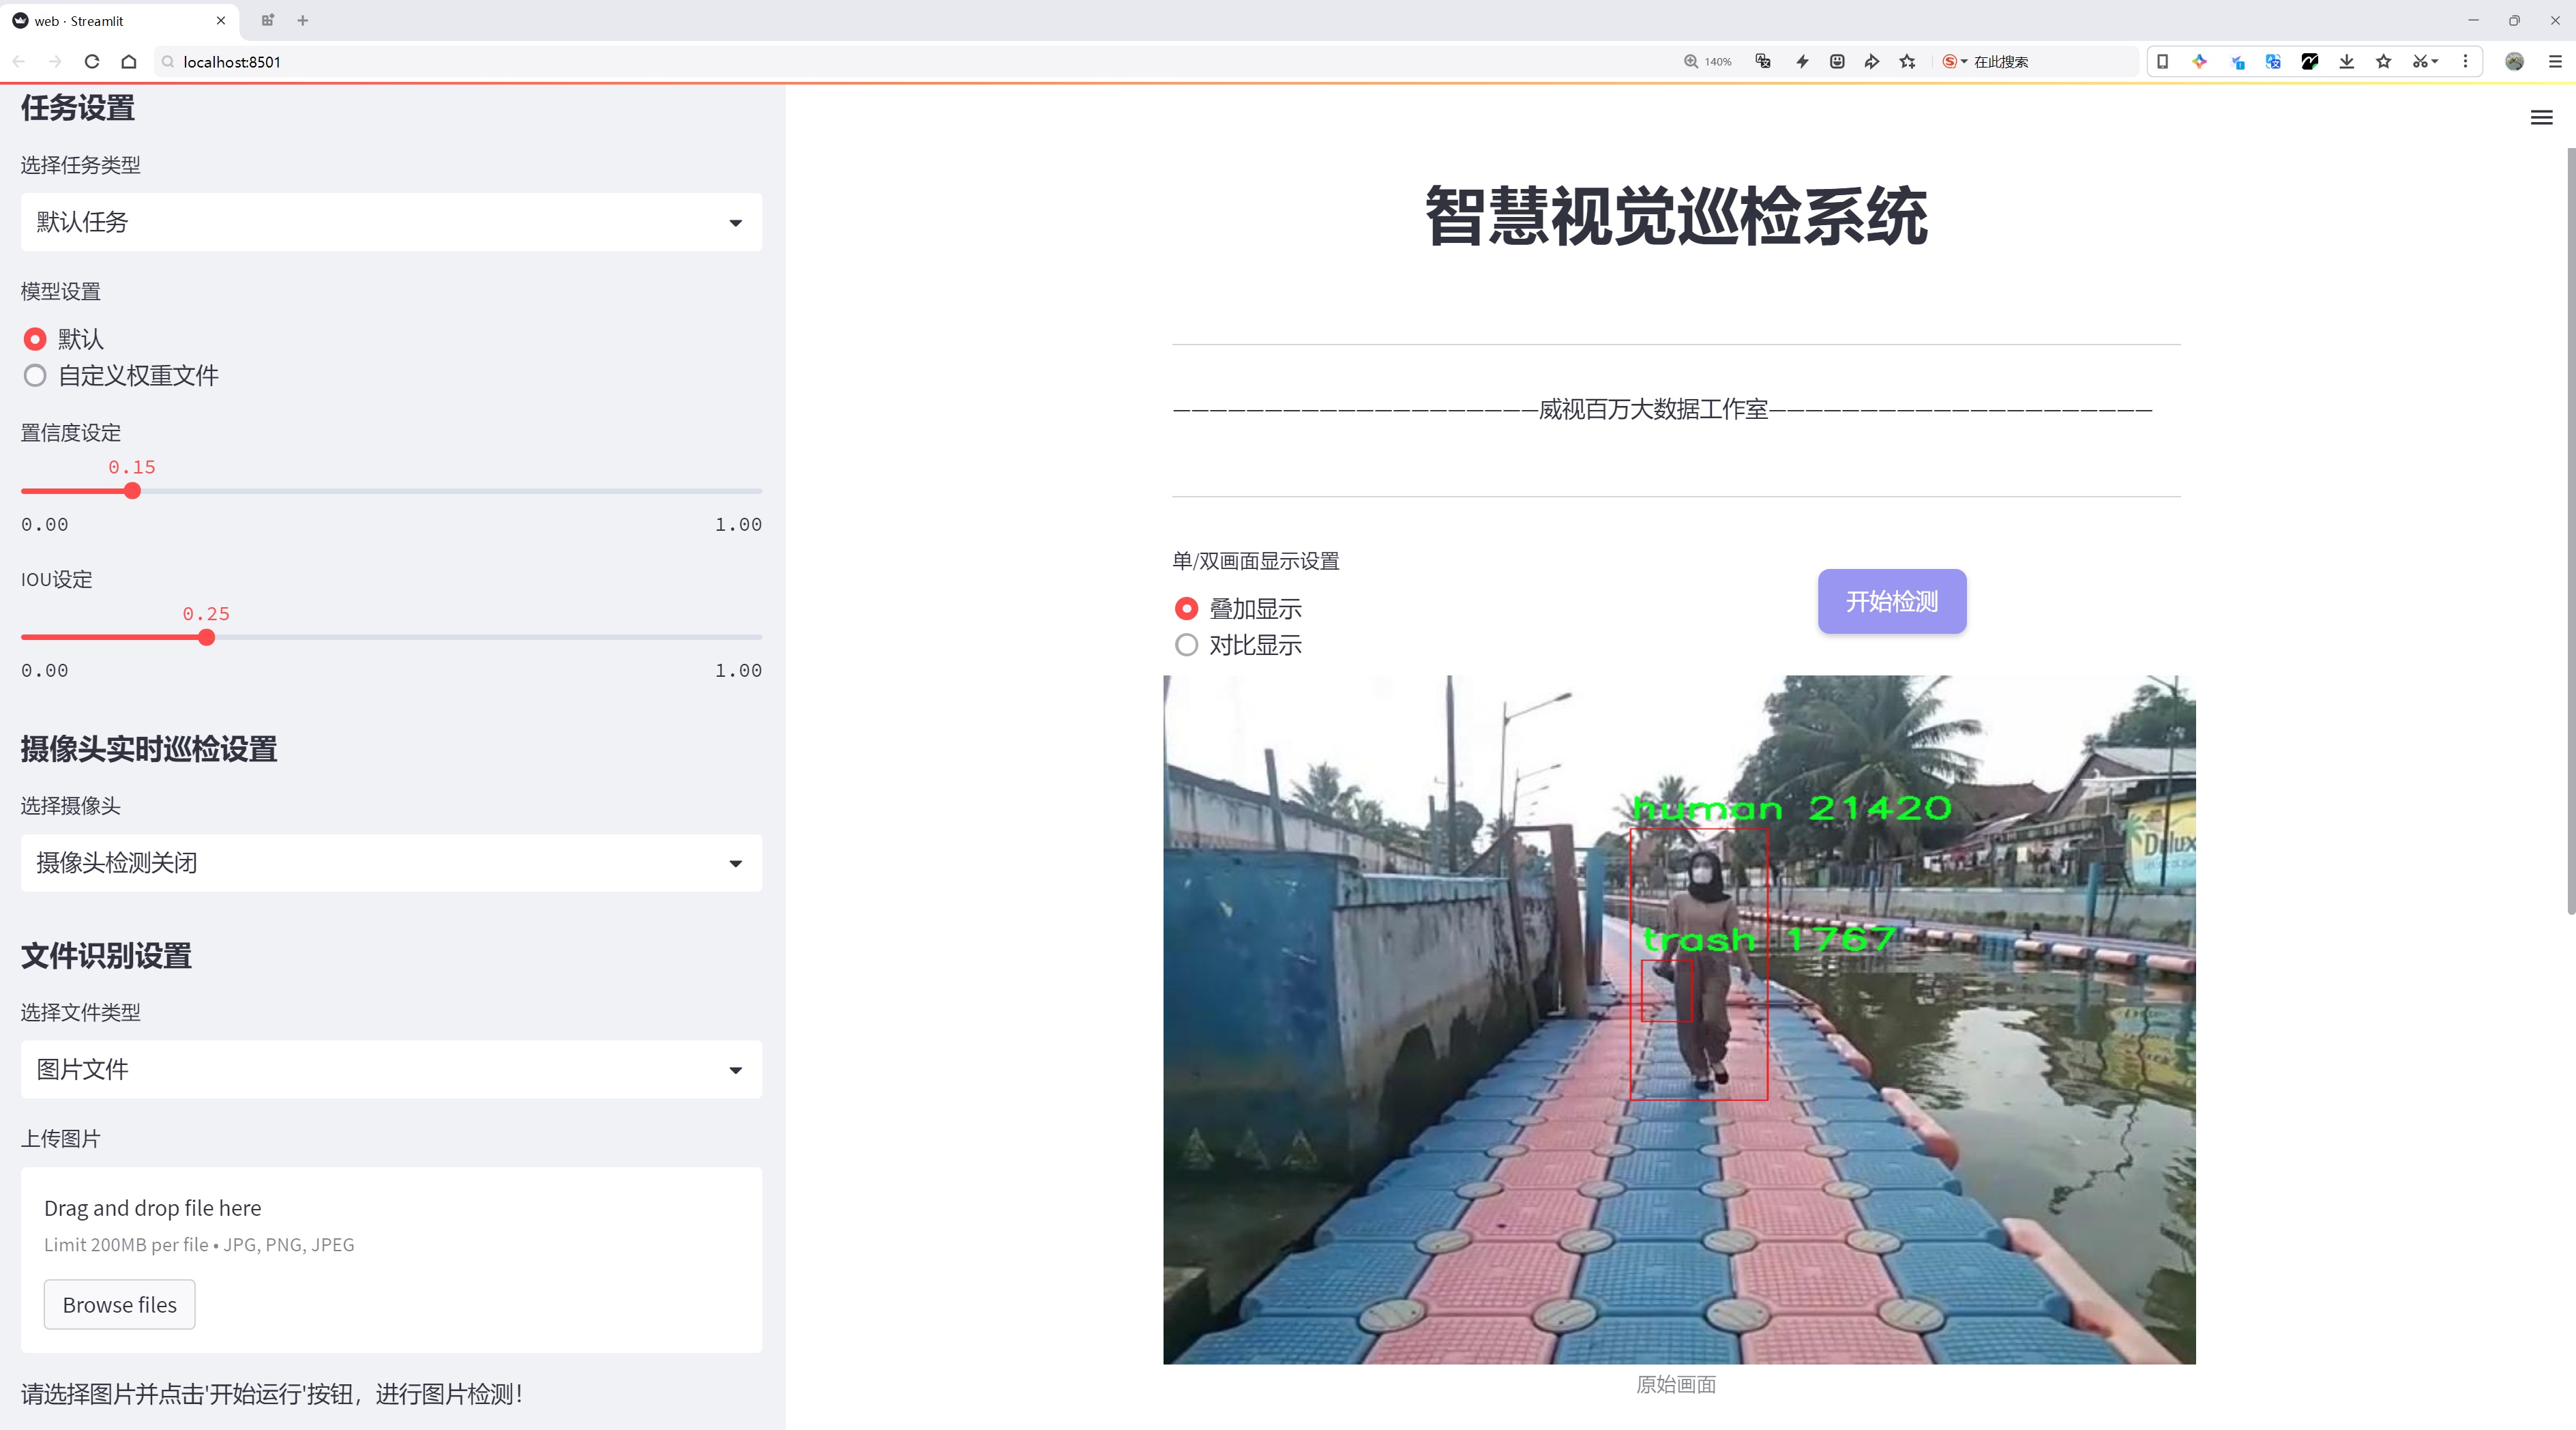 web · Streamlit
localhost:8501
140%
在此搜索
任务设置
选择任务类型
默认任务
模型设置
默认
自定义权重文件
置信度设定
0.15
0.00
1.00
IOU设定
0.25
0.00
1.00
摄像头实时巡检设置
选择摄像头
摄像头检测关闭
文件识别设置
选择文件类型
图片文件
上传图片
Drag and drop file here
Limit 200MB per file • JPG, PNG, JPEG
Browse files
请选择图片并点击'开始运行'按钮，进行图片检测！
智慧视觉巡检系统
—————————————————————威视百万大数据工作室—————————————————————
单/双画面显示设置
叠加显示
对比显示
开始检测
human 21420
trash 1767
Dulux
原始画面